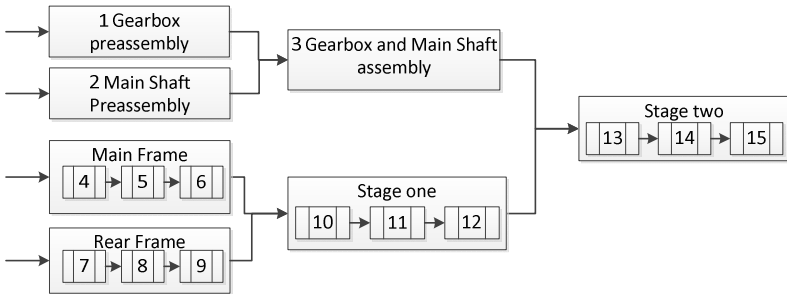 1 Gearbox
preassembly
2 Main Shaft
Preassembly
3 Gearbox and Main Shaft
assembly
Main Frame
4 5 6
Rear Frame
7 8 9
Stage one
10 11 12
Stage two
13 14 15